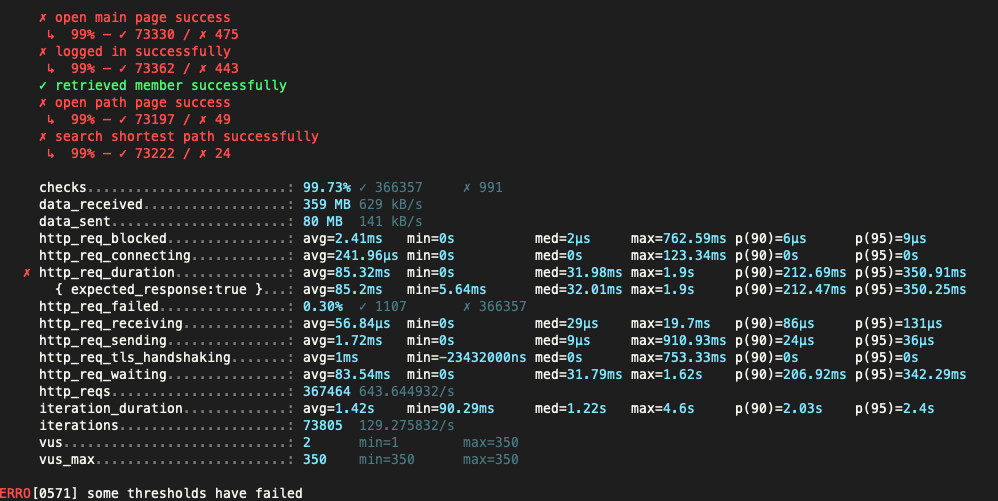 ✗ open main page success
↳  99% — ✓ 73330 / ✗ 475
✗ logged in successfully
↳  99% — ✓ 73362 / ✗ 443
✓ retrieved member successfully
✗ open path page success
↳  99% — ✓ 73197 / ✗ 49
✗ search shortest path successfully
↳  99% — ✓ 73222 / ✗ 24
checks.........................: 99.73% ✓ 366357     ✗ 991
data_received..................: 359 MB 629 kB/s
data_sent......................: 80 MB  141 kB/s
http_req_blocked...............: avg=2.41ms   min=0s          med=2µs     max=762.59ms p(90)=6µs      p(95)=9µs
http_req_connecting............: avg=241.96µs min=0s          med=0s      max=123.34ms p(90)=0s       p(95)=0s
✗ http_req_duration..............: avg=85.32ms  min=0s          med=31.98ms max=1.9s     p(90)=212.69ms p(95)=350.91ms
{ expected_response:true }...: avg=85.2ms   min=5.64ms      med=32.01ms max=1.9s     p(90)=212.47ms p(95)=350.25ms
http_req_failed................: 0.30%  ✓ 1107       ✗ 366357
http_req_receiving.............: avg=56.84µs  min=0s          med=29µs    max=19.7ms   p(90)=86µs     p(95)=131µs
http_req_sending...............: avg=1.72ms   min=0s          med=9µs     max=910.93ms p(90)=24µs     p(95)=36µs
http_req_tls_handshaking.......: avg=1ms      min=-23432000ns med=0s      max=753.33ms p(90)=0s       p(95)=0s
http_req_waiting...............: avg=83.54ms  min=0s          med=31.79ms max=1.62s    p(90)=206.92ms p(95)=342.29ms
http_reqs......................: 367464 643.644932/s
iteration_duration.............: avg=1.42s    min=90.29ms     med=1.22s   max=4.6s     p(90)=2.03s    p(95)=2.4s
iterations.....................: 73805  129.275832/s
vus............................: 2      min=1        max=350
vus_max........................: 350    min=350      max=350
ERRO[0571] some thresholds have failed